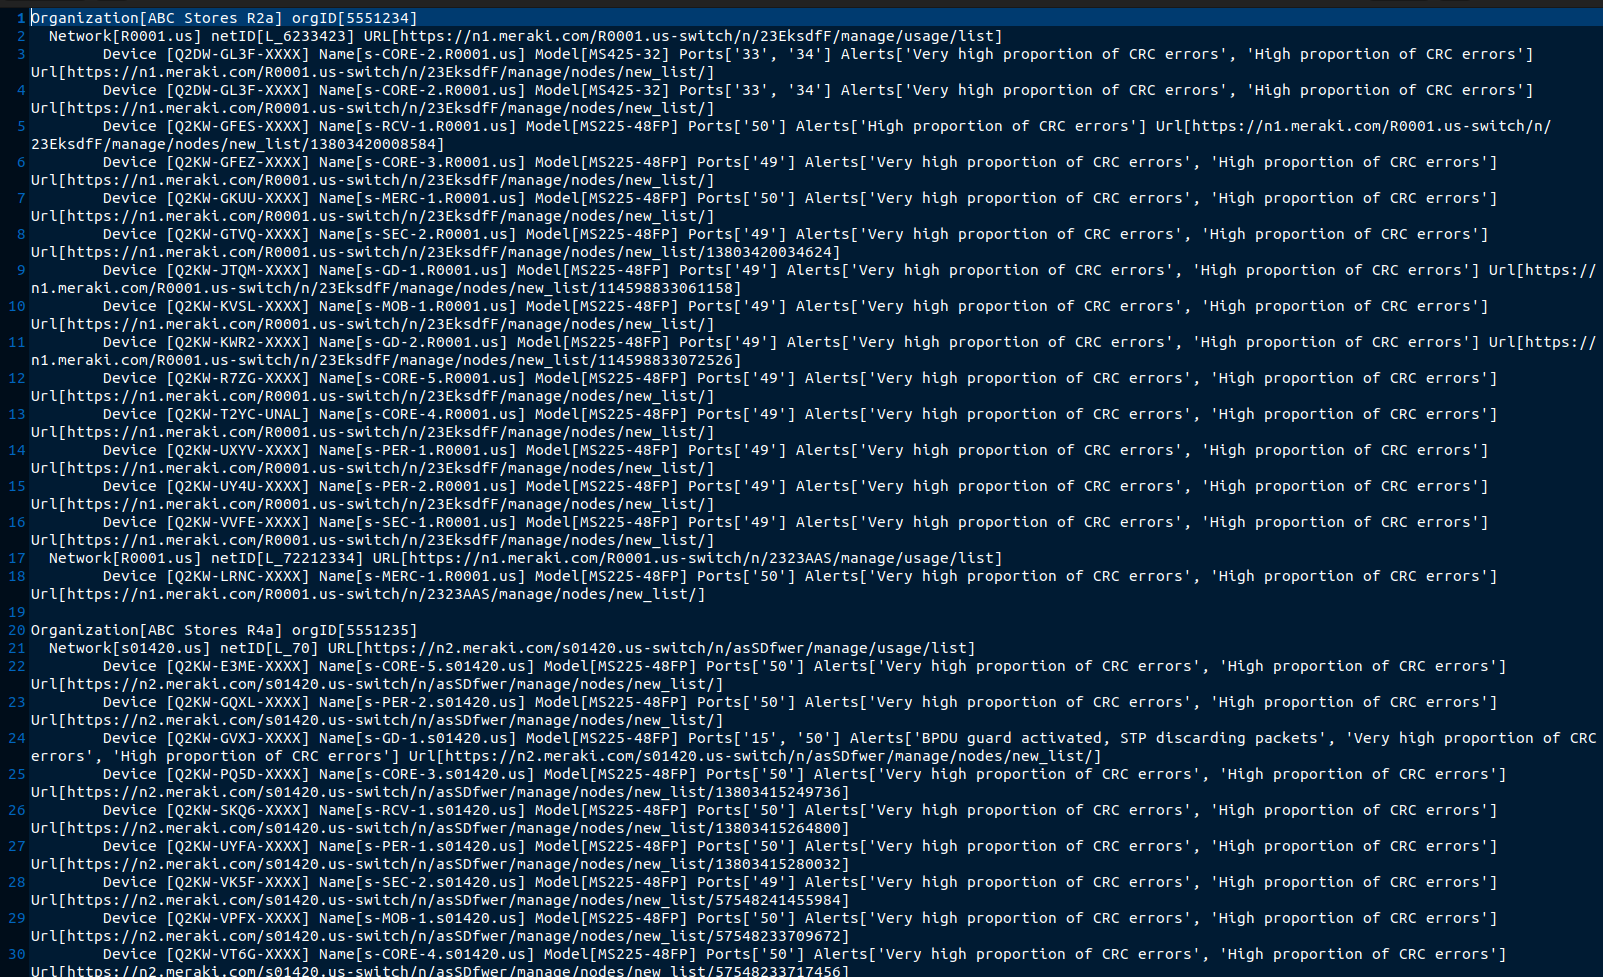 1 Organization[ABC Stores R2a] orgID[5551234]
2 Network[R0001.us] netID[L_6233423] URL[https://n1.meraki.com/R0001.us-switch/n/23EksdfF/manage/usage/list]
3 Device [Q2DW-GL3F-XXXX] Name[s-CORE-2.R0001.us] Model[MS425-32] Ports['33', '34'] Alerts['Very high proportion of CRC errors', 'High proportion of CRC errors']
Url[https://n1.meraki.com/R0001.us-switch/n/23EksdfF/manage/nodes/new_list/]
4 Device [Q2DW-GL3F-XXXX] Name[s-CORE-2.R0001.us] Model[MS425-32] Ports['33', '34'] Alerts['Very high proportion of CRC errors', 'High proportion of CRC errors']
Url[https://n1.meraki.com/R0001.us-switch/n/23EksdfF/manage/nodes/new_list/]
5 Device [Q2KW-GFES-XXXX] Name[s-RCV-1.R0001.us] Model[MS225-48FP] Ports['50'] Alerts['High proportion of CRC errors'] Url[https://n1.meraki.com/R0001.us-switch/n/
23EksdfF/manage/nodes/new_list/13803420008584]
6 Device [Q2KW-GFEZ-XXXX] Name[s-CORE-3.R0001.us] Model[MS225-48FP] Ports['49'] Alerts['Very high proportion of CRC errors', 'High proportion of CRC errors']
Url[https://n1.meraki.com/R0001.us-switch/n/23EksdfF/manage/nodes/new_list/]
7 Device [Q2KW-GKUU-XXXX] Name[s-MERC-1.R0001.us] Model[MS225-48FP] Ports['50'] Alerts['Very high proportion of CRC errors', 'High proportion of CRC errors']
Url[https://n1.meraki.com/R0001.us-switch/n/23EksdfF/manage/nodes/new_list/]
8 Device [Q2KW-GTVQ-XXXX] Name[s-SEC-2.R0001.us] Model[MS225-48FP] Ports['49'] Alerts['Very high proportion of CRC errors', 'High proportion of CRC errors']
Url[https://n1.meraki.com/R0001.us-switch/n/23EksdfF/manage/nodes/new_list/13803420034624]
9 Device [Q2KW-JTQM-XXXX] Name[s-GD-1.R0001.us] Model[MS225-48FP] Ports['49'] Alerts['Very high proportion of CRC errors', 'High proportion of CRC errors'] Url[https://
n1.meraki.com/R0001.us-switch/n/23EksdfF/manage/nodes/new_list/114598833061158]
10 Device [Q2KW-KVSL-XXXX] Name[s-MOB-1.R0001.us] Model[MS225-48FP] Ports['49'] Alerts['Very high proportion of CRC errors', 'High proportion of CRC errors']
Url[https://n1.meraki.com/R0001.us-switch/n/23EksdfF/manage/nodes/new_list/]
11 Device [Q2KW-KWR2-XXXX] Name[s-GD-2.R0001.us] Model[MS225-48FP] Ports['49'] Alerts['Very high proportion of CRC errors', 'High proportion of CRC errors'] Url[https://
n1.meraki.com/R0001.us-switch/n/23EksdfF/manage/nodes/new_list/114598833072526]
12 Device [Q2KW-R7ZG-XXXX] Name[s-CORE-5.R0001.us] Model[MS225-48FP] Ports['49'] Alerts['Very high proportion of CRC errors', 'High proportion of CRC errors']
Url[https://n1.meraki.com/R0001.us-switch/n/23EksdfF/manage/nodes/new_list/]
13 Device [Q2KW-T2YC-UNAL] Name[s-CORE-4.R0001.us] Model[MS225-48FP] Ports['49'] Alerts['Very high proportion of CRC errors', 'High proportion of CRC errors']
Url[https://n1.meraki.com/R0001.us-switch/n/23EksdfF/manage/nodes/new_list/]
14 Device [Q2KW-UXYV-XXXX] Name[s-PER-1.R0001.us] Model[MS225-48FP] Ports['49'] Alerts['Very high proportion of CRC errors', 'High proportion of CRC errors']
Url[https://n1.meraki.com/R0001.us-switch/n/23EksdfF/manage/nodes/new_list/]
15 Device [Q2KW-UY4U-XXXX] Name[s-PER-2.R0001.us] Model[MS225-48FP] Ports['49'] Alerts['Very high proportion of CRC errors', 'High proportion of CRC errors']
Url[https://n1.meraki.com/R0001.us-switch/n/23EksdfF/manage/nodes/new_list/]
16 Device [Q2KW-VVFE-XXXX] Name[s-SEC-1.R0001.us] Model[MS225-48FP] Ports['49'] Alerts['Very high proportion of CRC errors', 'High proportion of CRC errors']
Url[https://n1.meraki.com/R0001.us-switch/n/23EksdfF/manage/nodes/new_list/]
17 Network[R0001.us] netID[L_72212334] URL[https://n1.meraki.com/R0001.us-switch/n/2323AAS/manage/usage/list]
18 Device [Q2KW-LRNC-XXXX] Name[s-MERC-1.R0001.us] Model[MS225-48FP] Ports['50'] Alerts['Very high proportion of CRC errors', 'High proportion of CRC errors']
Url[https://n1.meraki.com/R0001.us-switch/n/2323AAS/manage/nodes/new_list/]
19
20 Organization[ABC Stores R4a] orgID[5551235]
21 Network[s01420.us] netID[L_70] URL[https://n2.meraki.com/s01420.us-switch/n/asSDfwer/manage/usage/list]
22 Device [Q2KW-E3ME-XXXX] Name[s-CORE-5.s01420.us] Model[MS225-48FP] Ports['50'] Alerts['Very high proportion of CRC errors', 'High proportion of CRC errors']
Url[https://n2.meraki.com/s01420.us-switch/n/asSDfwer/manage/nodes/new_list/]
23 Device [Q2KW-GQXL-XXXX] Name[s-PER-2.s01420.us] Model[MS225-48FP] Ports['50'] Alerts['Very high proportion of CRC errors', 'High proportion of CRC errors']
Url[https://n2.meraki.com/s01420.us-switch/n/asSDfwer/manage/nodes/new_list/]
24 Device [Q2KW-GVXJ-XXXX] Name[s-GD-1.s01420.us] Model[MS225-48FP] Ports['15', '50'] Alerts['BPDU guard activated, STP discarding packets', 'Very high proportion of CRC
errors', 'High proportion of CRC errors'] Url[https://n2.meraki.com/s01420.us-switch/n/asSDfwer/manage/nodes/new_list/]
25 Device [Q2KW-PQ5D-XXXX] Name[s-CORE-3.s01420.us] Model[MS225-48FP] Ports['50'] Alerts['Very high proportion of CRC errors', 'High proportion of CRC errors']
Url[https://n2.meraki.com/s01420.us-switch/n/asSDfwer/manage/nodes/new_list/13803415249736]
26 Device [Q2KW-SKQ6-XXXX] Name[s-RCV-1.s01420.us] Model[MS225-48FP] Ports['50'] Alerts['Very high proportion of CRC errors', 'High proportion of CRC errors']
Url[https://n2.meraki.com/s01420.us-switch/n/asSDfwer/manage/nodes/new_list/13803415264800]
27 Device [Q2KW-UYFA-XXXX] Name[s-PER-1.s01420.us] Model[MS225-48FP] Ports['50'] Alerts['Very high proportion of CRC errors', 'High proportion of CRC errors']
Url[https://n2.meraki.com/s01420.us-switch/n/asSDfwer/manage/nodes/new_list/13803415280032]
28 Device [Q2KW-VK5F-XXXX] Name[s-SEC-2.s01420.us] Model[MS225-48FP] Ports['49'] Alerts['Very high proportion of CRC errors', 'High proportion of CRC errors']
Url[https://n2.meraki.com/s01420.us-switch/n/asSDfwer/manage/nodes/new_list/57548241455984]
29 Device [Q2KW-VPFX-XXXX] Name[s-MOB-1.s01420.us] Model[MS225-48FP] Ports['50'] Alerts['Very high proportion of CRC errors', 'High proportion of CRC errors']
Url[https://n2.meraki.com/s01420.us-switch/n/asSDfwer/manage/nodes/new_list/57548233709672]
30 Device [Q2KW-VT6G-XXXX] Name[s-CORE-4.s01420.us] Model[MS225-48FP] Ports['50'] Alerts['Very high proportion of CRC errors', 'High proportion of CRC errors']
Url[https://n2.meraki.com/s01420.us-switch/n/asSDfwer/manage/nodes/new_list/57548233717456]